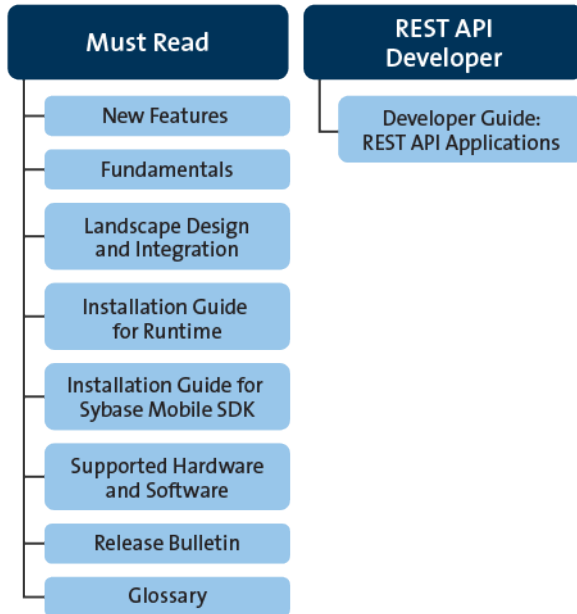 Must Read
New Features
Fundamentals
Landscape Design
and Integration
Installation Guide
for Runtime
Installation Guide for
Sybase Mobile SDK
Supported Hardware
and Software
Release Bulletin
Glossary
REST API
Developer
Developer Guide:
REST API Applications